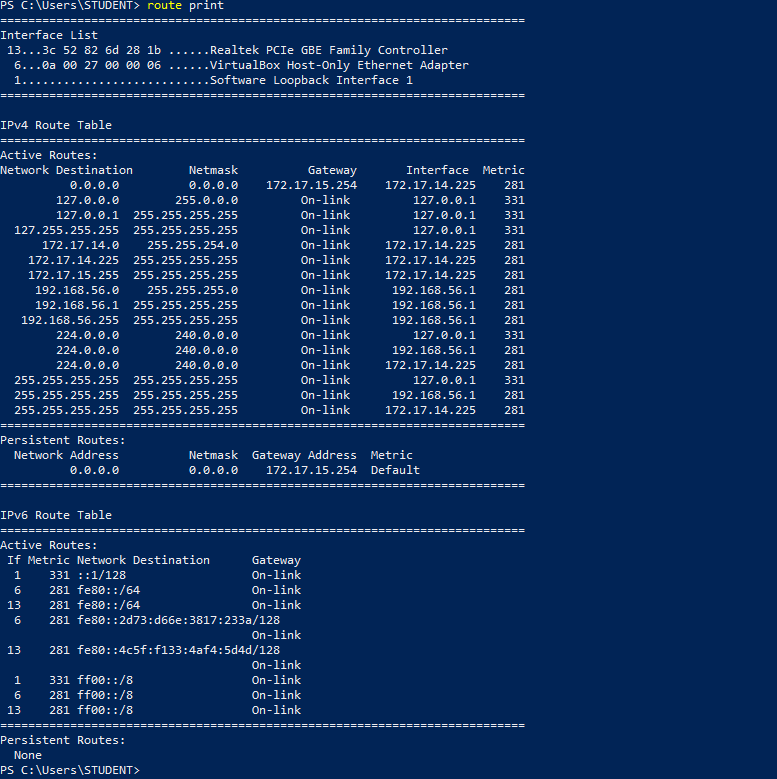 PS C:\Users\STUDENT> route print
===========================================================================
Interface List
 13...3c 52 82 6d 28 1b ......Realtek PCIe GBE Family Controller
  6...0a 00 27 00 00 06 ......VirtualBox Host-Only Ethernet Adapter
  1...........................Software Loopback Interface 1
===========================================================================
IPv4 Route Table
===========================================================================
Active Routes:
Network Destination        Netmask          Gateway       Interface  Metric
          0.0.0.0          0.0.0.0    172.17.15.254    172.17.14.225    281
        127.0.0.0        255.0.0.0         On-link         127.0.0.1    331
        127.0.0.1  255.255.255.255         On-link         127.0.0.1    331
  127.255.255.255  255.255.255.255         On-link         127.0.0.1    331
      172.17.14.0    255.255.254.0         On-link     172.17.14.225    281
    172.17.14.225  255.255.255.255         On-link     172.17.14.225    281
    172.17.15.255  255.255.255.255         On-link     172.17.14.225    281
     192.168.56.0    255.255.255.0         On-link      192.168.56.1    281
     192.168.56.1  255.255.255.255         On-link      192.168.56.1    281
   192.168.56.255  255.255.255.255         On-link      192.168.56.1    281
        224.0.0.0        240.0.0.0         On-link         127.0.0.1    331
        224.0.0.0        240.0.0.0         On-link      192.168.56.1    281
        224.0.0.0        240.0.0.0         On-link     172.17.14.225    281
  255.255.255.255  255.255.255.255         On-link         127.0.0.1    331
  255.255.255.255  255.255.255.255         On-link      192.168.56.1    281
  255.255.255.255  255.255.255.255         On-link     172.17.14.225    281
===========================================================================
Persistent Routes:
  Network Address          Netmask  Gateway Address  Metric
          0.0.0.0          0.0.0.0    172.17.15.254  Default
===========================================================================
IPv6 Route Table
===========================================================================
Active Routes:
 If Metric Network Destination      Gateway
  1    331 ::1/128                  On-link
  6    281 fe80::/64                On-link
 13    281 fe80::/64                On-link
  6    281 fe80::2d73:d66e:3817:233a/128
                                    On-link
 13    281 fe80::4c5f:f133:4af4:5d4d/128
                                    On-link
  1    331 ff00::/8                 On-link
  6    281 ff00::/8                 On-link
 13    281 ff00::/8                 On-link
===========================================================================
Persistent Routes:
  None
PS C:\Users\STUDENT>